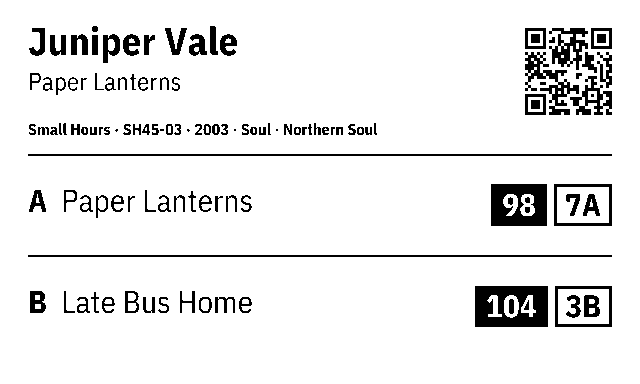 Juniper Vale
Paper Lanterns
Small Hours · SH45-03 · 2003 · Soul · Northern Soul
A Paper Lanterns 98 7A
B Late Bus Home 104 3B